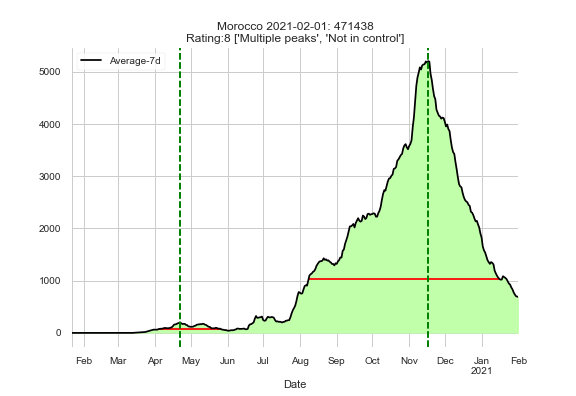 Morocco 2021-02-01: 471438
Rating:8 ['Multiple peaks', 'Not in control']
Average-7d
5000
4000
3000
2000
1000
0
Feb Mar Apr May Jun Jul Aug Sep Oct Nov Dec Jan Feb
2021
Date